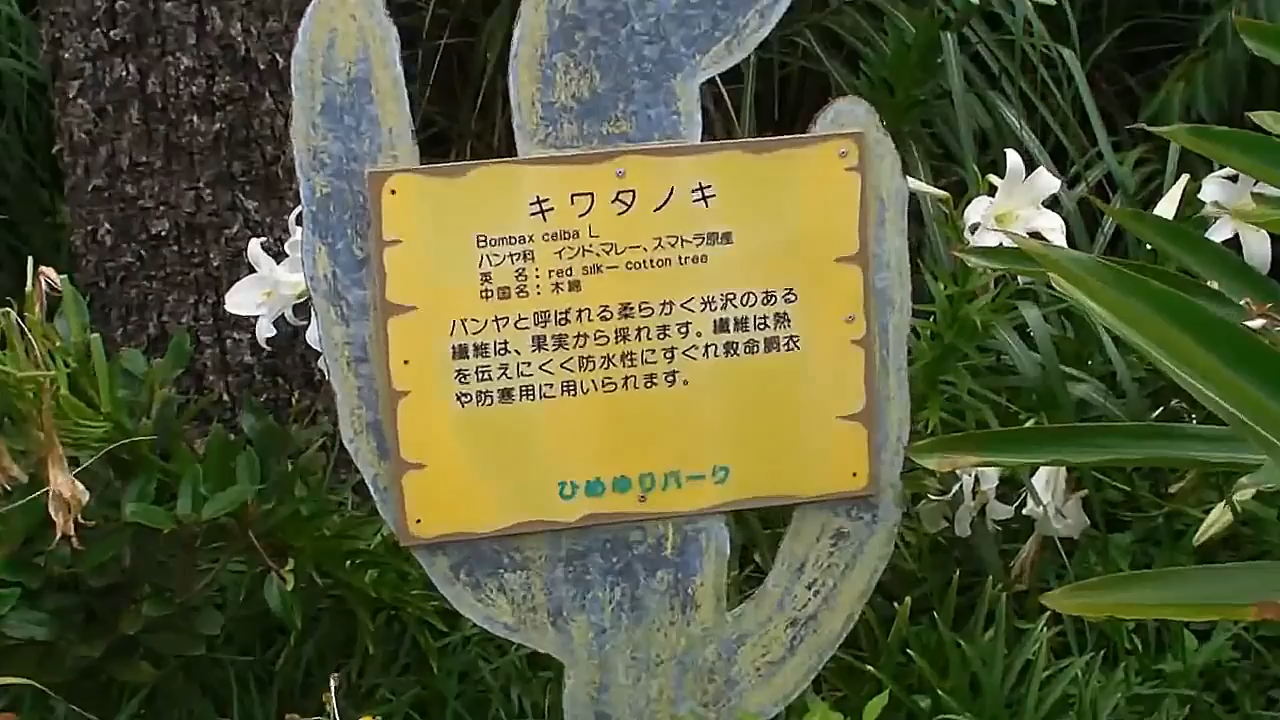 キワタノキ
Bombax ceiba L
パンヤ科 インド、マレー、スマトラ原産
英 名：red silk－cotton tree
中国名：木綿
パンヤと呼ばれる柔らかく光沢のある
繊維は、果実から採れます。繊維は熱
を伝えにくく防水性にすぐれ救命胴衣
や防寒用に用いられます。
ひめゆりパーク